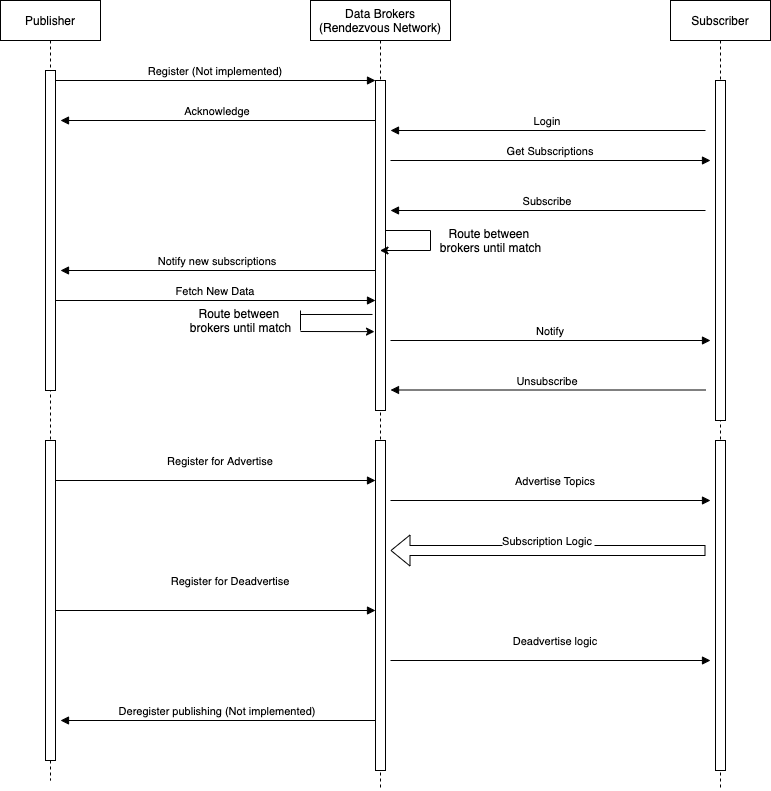 Publisher
Data Brokers
(Rendezvous Network)
Subscriber
Register (Not implemented)
Acknowledge
Login
Get Subscriptions
Subscribe
Route between
brokers until match
Notify new subscriptions
Fetch New Data
Route between
brokers until match
Notify
Unsubscribe
Register for Advertise
Advertise Topics
Subscription Logic
Register for Deadvertise
Deadvertise logic
Deregister publishing (Not implemented)